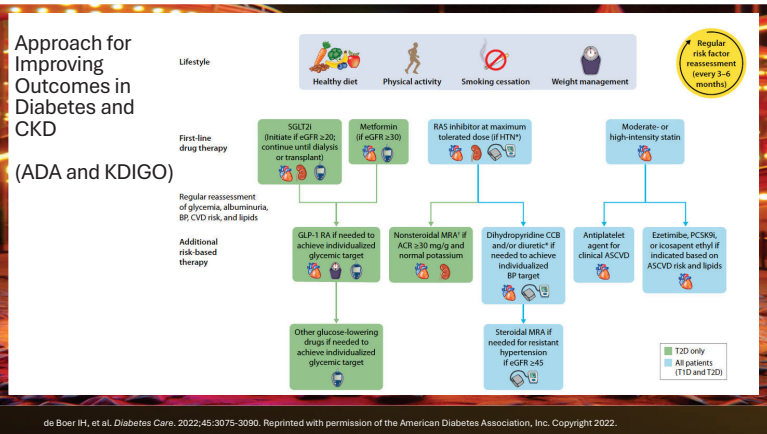 Approach for
Improving
Outcomes in
Diabetes and
CKD
(ADA and KDIGO)
Lifestyle
Healthy diet
Physical activity
Smoking cessation
Weight management
Regular
risk factor
reassessment
(every 3–6
months)
First-line
drug therapy
SGLT2i
(Initiate if eGFR ≥20;
continue until dialysis
or transplant)
Metformin
(if eGFR ≥30)
RAS inhibitor at maximum
tolerated dose (if HTN*)
Moderate- or
high-intensity statin
Regular reassessment
of glycemia, albuminuria,
BP, CVD risk, and lipids
Additional
risk-based
therapy
GLP-1 RA if needed to
achieve individualized
glycemic target
Nonsteroidal MRA† if
ACR ≥30 mg/g and
normal potassium
Dihydropyridine CCB
and/or diuretic* if
needed to achieve
individualized
BP target
Antiplatelet
agent for
clinical ASCVD
Ezetimibe, PCSK9i,
or icosapent ethyl if
indicated based on
ASCVD risk and lipids
Other glucose-lowering
drugs if needed to
achieve individualized
glycemic target
Steroidal MRA if
needed for resistant
hypertension
if eGFR ≥45
T2D only
All patients
(T1D and T2D)
de Boer IH, et al. Diabetes Care. 2022;45:3075-3090. Reprinted with permission of the American Diabetes Association, Inc. Copyright 2022.